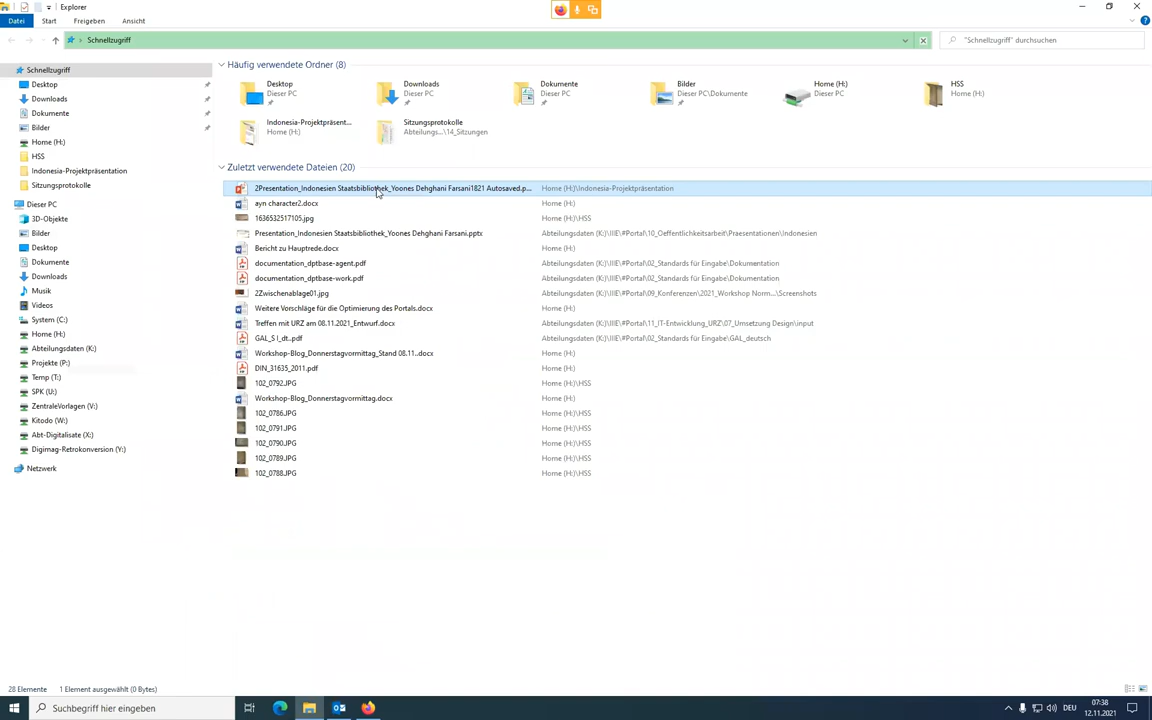 Explorer
Datei Start Freigeben Ansicht
Schnellzugriff
"Schnellzugriff" durchsuchen
Schnellzugriff
Desktop
Downloads
Dokumente
Bilder
Home (H:)
HSS
Indonesia-Projektpräsentation
Sitzungsprotokolle
Dieser PC
3D-Objekte
Bilder
Desktop
Dokumente
Downloads
Musik
Videos
System (C:)
Home (H:)
Abteilungsdaten (K:)
Projekte (P:)
Temp (T:)
SPK (U:)
ZentraleVorlagen (V:)
Kitodo (W:)
Abt-Digitalisate (X:)
Digimag-Retrokonversion (Y:)
Netzwerk
Häufig verwendete Ordner (8)
Desktop
Dieser PC
Downloads
Dieser PC
Dokumente
Dieser PC
Bilder
Dieser PC\Dokumente
Home (H:)
Dieser PC
HSS
Home (H:)
Indonesia-Projektpräsent...
Home (H:)
Sitzungsprotokolle
Abteilungs...\14_Sitzungen
Zuletzt verwendete Dateien (20)
2Presentation_Indonesien Staatsbibliothek_Yoones Dehghani Farsani1821 Autosaved.p... Home (H:)\Indonesia-Projektpräsentation
ayn character2.docx Home (H:)
1636532517105.jpg Home (H:)\HSS
Presentation_Indonesien Staatsbibliothek_Yoones Dehghani Farsani.pptx Abteilungsdaten (K:)\IIIE\#Portal\10_Oeffentlichkeitsarbeit\Praesentationen\Indonesien
Bericht zu Hauptrede.docx Home (H:)
documentation_dptbase-agent.pdf Abteilungsdaten (K:)\IIIE\#Portal\02_Standards für Eingabe\Dokumentation
documentation_dptbase-work.pdf Abteilungsdaten (K:)\IIIE\#Portal\02_Standards für Eingabe\Dokumentation
2Zwischenablage01.jpg Abteilungsdaten (K:)\IIIE\#Portal\09_Konferenzen\2021_Workshop Norm...\Screenshots
Weitere Vorschläge für die Optimierung des Portals.docx Home (H:)
Treffen mit URZ am 08.11.2021_Entwurf.docx Abteilungsdaten (K:)\IIIE\#Portal\11_IT-Entwicklung_URZ\07_Umsetzung Design\input
GAL_S I_dt..pdf Abteilungsdaten (K:)\IIIE\#Portal\02_Standards für Eingabe\GAL_deutsch
Workshop-Blog_Donnerstagvormittag_Stand 08.11..docx Home (H:)
DIN_31635_2011.pdf Home (H:)
102_0792.JPG Home (H:)\HSS
Workshop-Blog_Donnerstagvormittag.docx Home (H:)
102_0786.JPG Home (H:)\HSS
102_0791.JPG Home (H:)\HSS
102_0790.JPG Home (H:)\HSS
102_0789.JPG Home (H:)\HSS
102_0788.JPG Home (H:)\HSS
28 Elemente 1 Element ausgewählt (0 Bytes)
Suchbegriff hier eingeben
DEU
07:38
12.11.2021